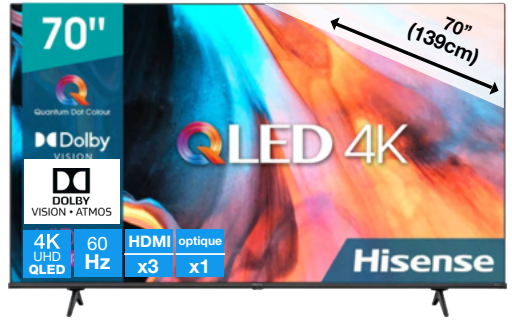 70"
70”
(139cm)
Quantum Dot Colour
Dolby
VISION
QLED 4K
DOLBY
VISION • ATMOS
4K
UHD
QLED
60
Hz
HDMI
x3
optique
x1
Hisense